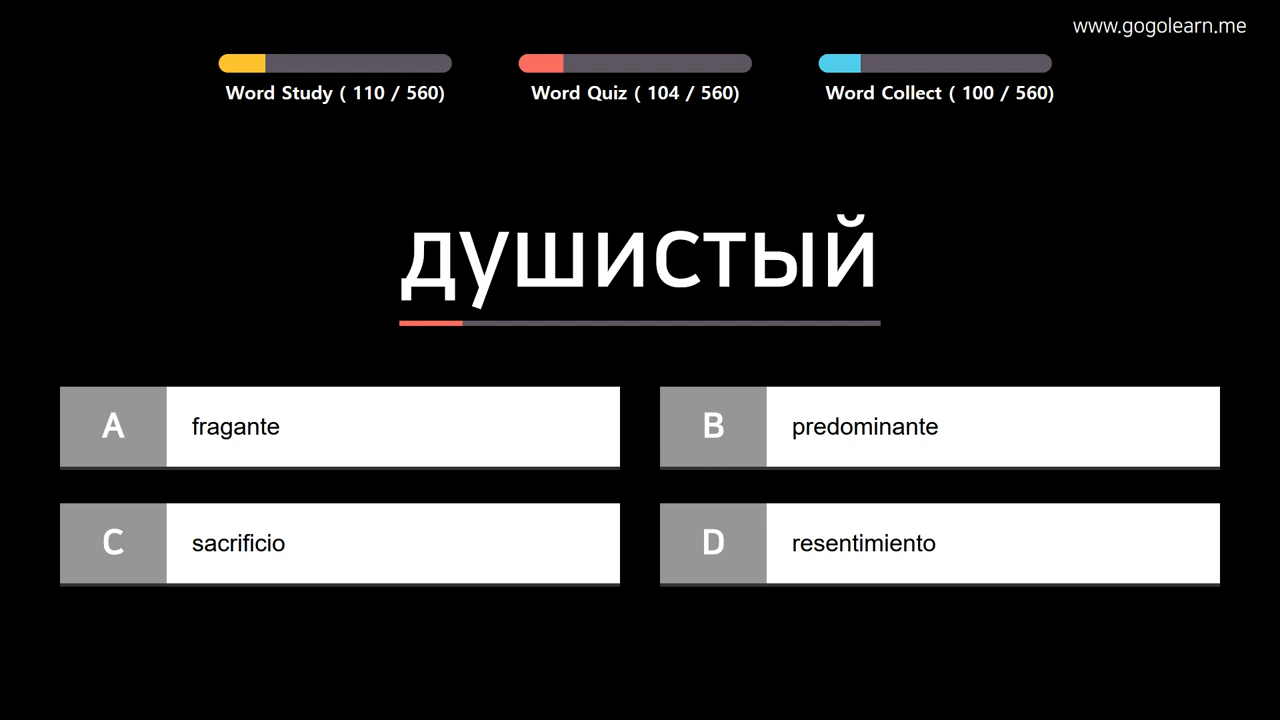 www.gogolearn.me
Word Study ( 110 / 560)
Word Quiz ( 104 / 560)
Word Collect ( 100 / 560)
душистый
A fragante
B predominante
C sacrificio
D resentimiento